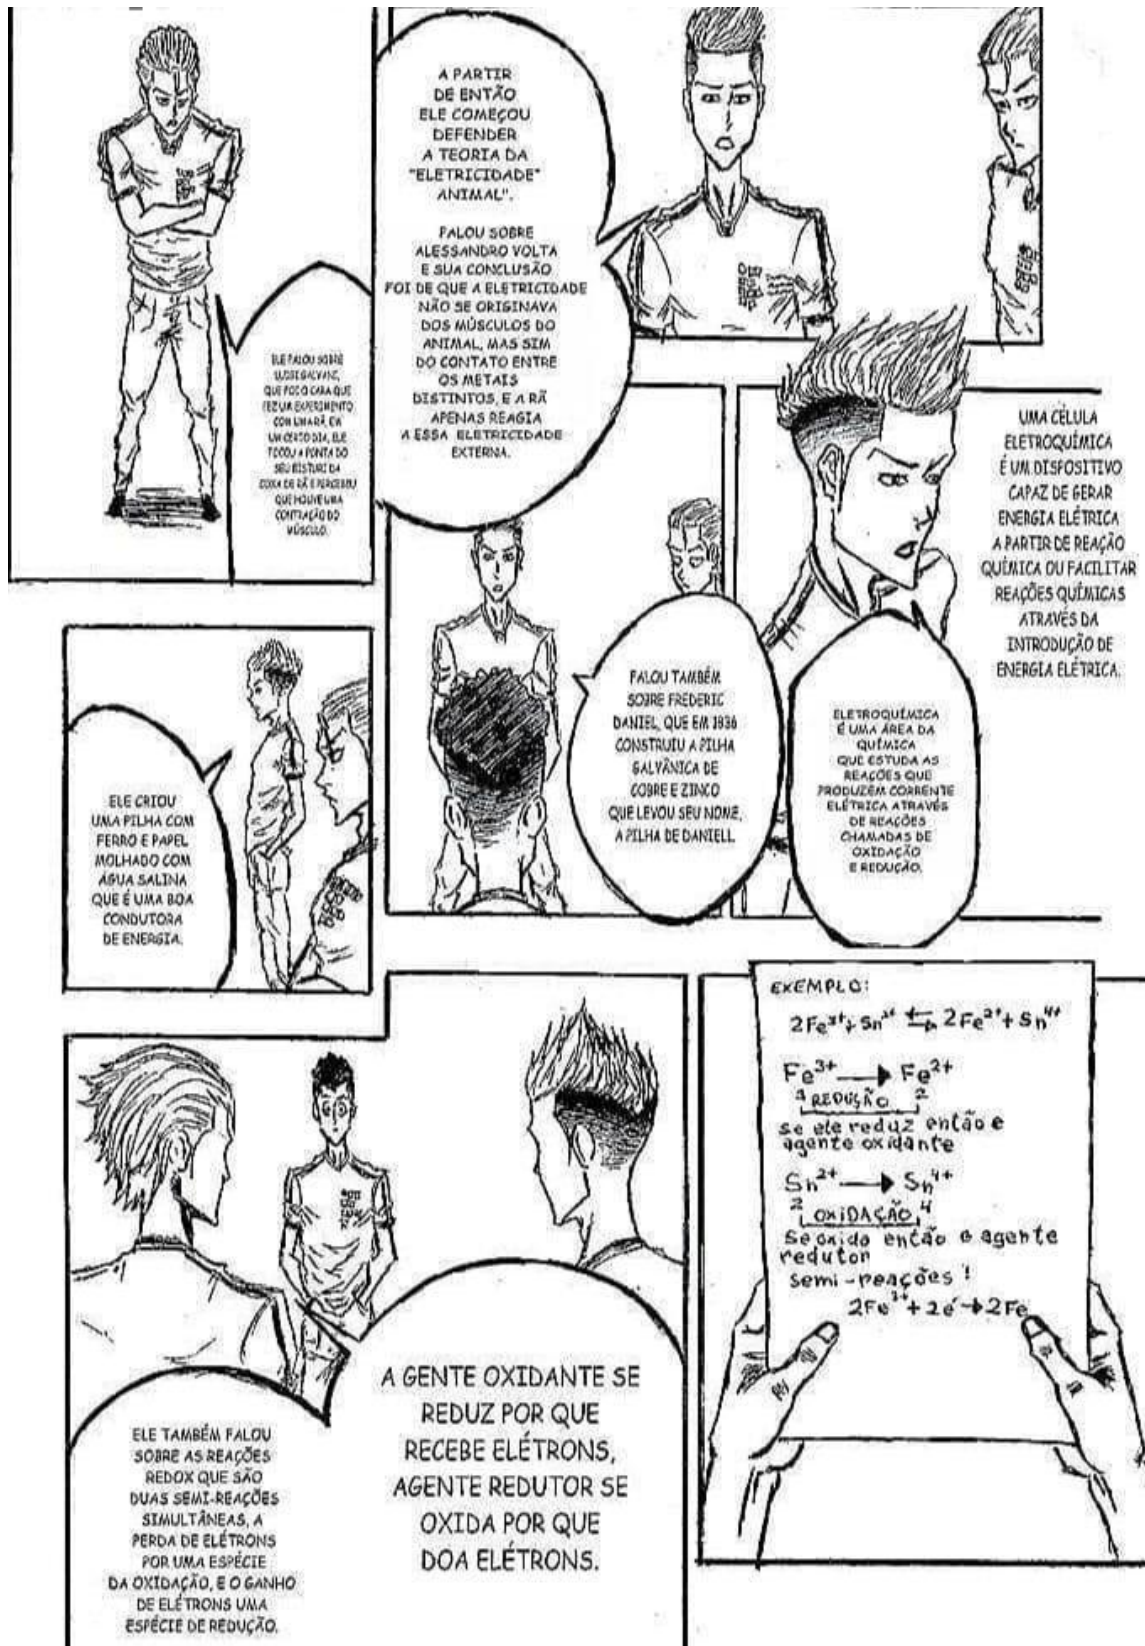 ELE FALOU SOBRE
LUIGI GALVANI,
QUE FOI O CARA QUE
FEZ UM EXPERIMENTO
COM UMA RÃ, EM
UM CERTO DIA, ELE
TOCOU A PONTA DO
SEU BISTURI DA
COXA DE RÃ E PERCEBEU
QUE HOUVE UMA
CONTRAÇÃO DO
MÚSCULO.
A PARTIR
DE ENTÃO
ELE COMEÇOU
DEFENDER
A TEORIA DA
"ELETRICIDADE"
ANIMAL".
FALOU SOBRE
ALESSANDRO VOLTA
E SUA CONCLUSÃO
FOI DE QUE A ELETRICIDADE
NÃO SE ORIGINAVA
DOS MÚSCULOS DO
ANIMAL, MAS SIM
DO CONTATO ENTRE
OS METAIS
DISTINTOS, E A RÃ
APENAS REAGIA
A ESSA ELETRICIDADE
EXTERNA.
UMA CÉLULA
ELETROQUÍMICA
É UM DISPOSITIVO
CAPAZ DE GERAR
ENERGIA ELÉTRICA
A PARTIR DE REAÇÃO
QUÍMICA OU FACILITAR
REAÇÕES QUÍMICAS
ATRAVÉS DA
INTRODUÇÃO DE
ENERGIA ELÉTRICA.
ELE CRIOU
UMA PILHA COM
FERRO E PAPEL
MOLHADO COM
ÁGUA SALINA
QUE É UMA BOA
CONDUTORA
DE ENERGIA.
FALOU TAMBÉM
SOBRE FREDERIC
DANIEL, QUE EM 1836
CONSTRUIU A PILHA
GALVÂNICA DE
COBRE E ZINCO
QUE LEVOU SEU NOME,
A PILHA DE DANIELL.
ELETROQUÍMICA
É UMA ÁREA DA
QUÍMICA
QUE ESTUDA AS
REAÇÕES QUE
PRODUZEM CORRENTE
ELÉTRICA ATRAVÉS
DE REAÇÕES
CHAMADAS DE
OXIDAÇÃO
E REDUÇÃO.
ELE TAMBÉM FALOU
SOBRE AS REAÇÕES
REDOX QUE SÃO
DUAS SEMI-REAÇÕES
SIMULTÂNEAS, A
PERDA DE ELÉTRONS
POR UMA ESPÉCIE
DA OXIDAÇÃO, E O GANHO
DE ELÉTRONS UMA
ESPÉCIE DE REDUÇÃO.
A GENTE OXIDANTE SE
REDUZ POR QUE
RECEBE ELÉTRONS,
AGENTE REDUTOR SE
OXIDA POR QUE
DOA ELÉTRONS.
EXEMPLO:
2Fe³⁺+Sn²⁺ ⇆ 2Fe²⁺+Sn⁴⁺
Fe³⁺ → Fe²⁺
3 REDUÇÃO 2
se ele reduz então e
agente oxidante
Sn²⁺ → Sn⁴⁺
2 OXIDAÇÃO 4
Se oxida então e agente
redutor
Semi-reações!
2Fe³⁺+2e⁻→2Fe